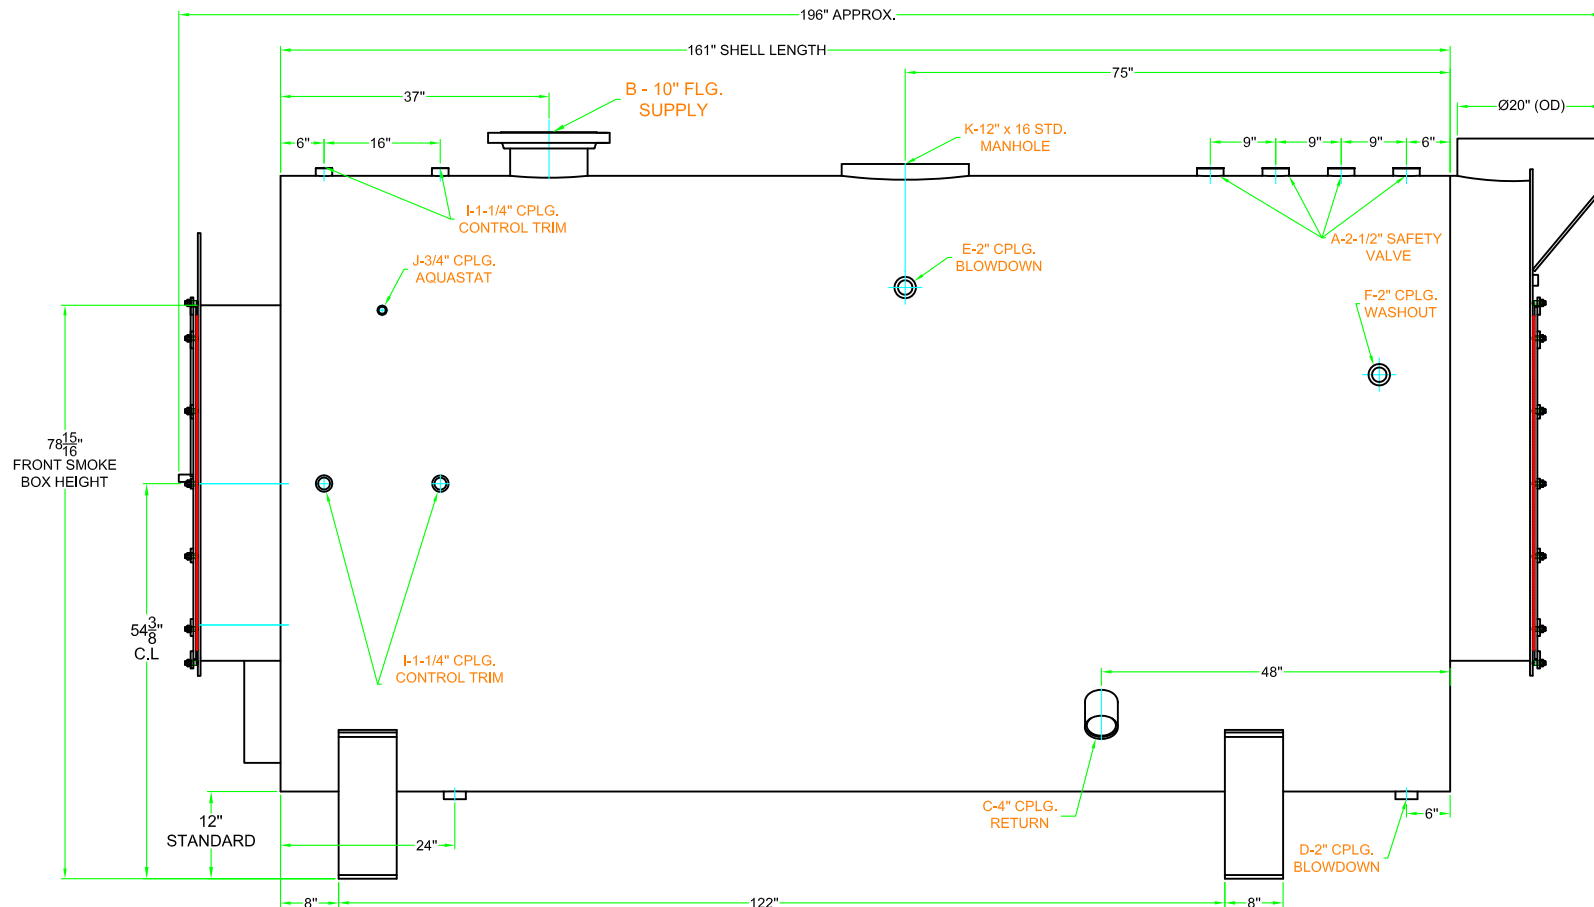 196" APPROX.
161" SHELL LENGTH
75"
37"
B - 10" FLG.
SUPPLY
Ø20" (OD)
K-12" x 16 STD.
MANHOLE
6"
16"
9"
9"
9"
6"
I-1-1/4" CPLG.
CONTROL TRIM
A-2-1/2" SAFETY
VALVE
E-2" CPLG.
BLOWDOWN
J-3/4" CPLG.
AQUASTAT
F-2" CPLG.
WASHOUT
78 15/16"
FRONT SMOKE
BOX HEIGHT
54 3/8"
C.L
I-1-1/4" CPLG.
CONTROL TRIM
48"
C-4" CPLG.
RETURN
12"
STANDARD
24"
6"
D-2" CPLG.
BLOWDOWN
8"
122"
8"